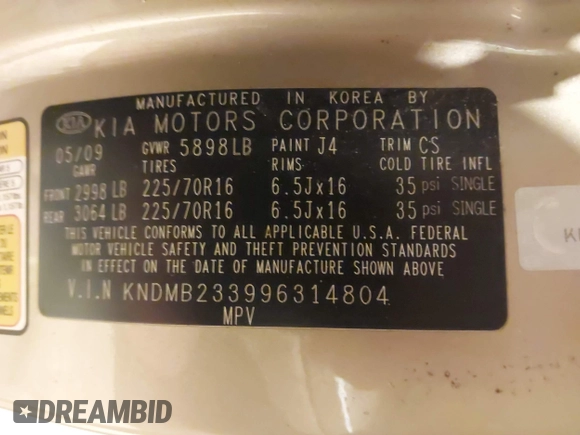 MANUFACTURED IN KOREA BY
KIA KIA MOTORS CORPORATION
05/09 GVWR 5898LB PAINT J4 TRIM CS
GAWR TIRES RIMS COLD TIRE INFL
FRONT 2998 LB 225/70R16 6.5Jx16 35 psi SINGLE
REAR 3064 LB 225/70R16 6.5Jx16 35 psi SINGLE
THIS VEHICLE CONFORMS TO ALL APPLICABLE U.S.A. FEDERAL
MOTOR VEHICLE SAFETY AND THEFT PREVENTION STANDARDS
IN EFFECT ON THE DATE OF MANUFACTURE SHOWN ABOVE
V.I.N KNDMB233996314804
MPV
DREAMBID